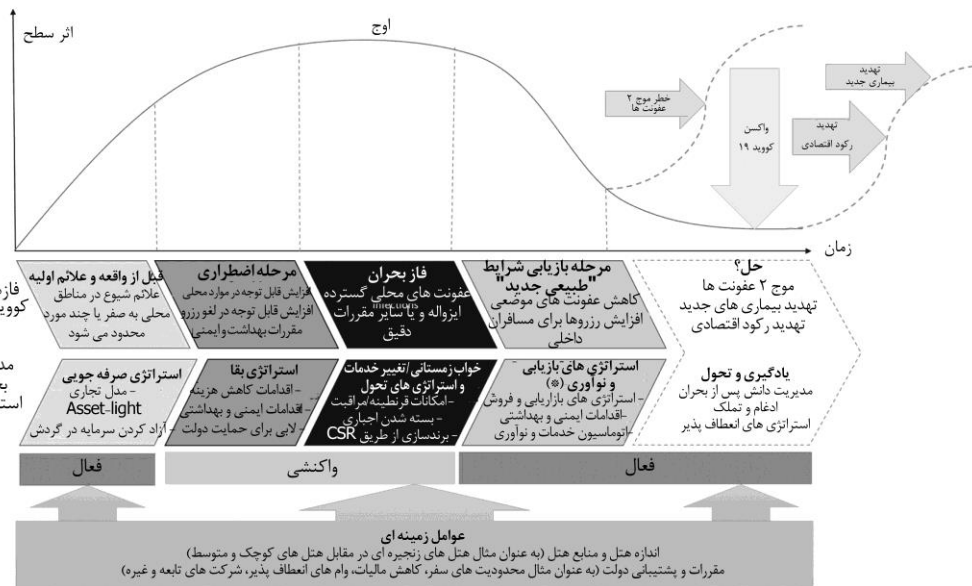 اثر سطح
اوج
خطر موج ۲
عفونت ها
واکسن
کووید ۱۹
تهدید
بیماری جدید
تهدید
رکود اقتصادی
زمان
قبل از واقعه و علائم اولیه
علائم شیوع در مناطق
محلی به صفر یا چند مورد
محدود می شود
مرحله اضطراری
افزایش قابل توجه در موارد محلی
افزایش قابل توجه در لغو رزرو
مقررات بهداشت و ایمنی
فاز بحران
عفونت های محلی گسترده
ایزواله و یا سایر مقررات
دقیق
مرحله بازیابی شرایط
"طبیعی جدید"
کاهش عفونت های موضعی
افزایش رزروها برای مسافران
داخلی
حل؟
موج ۲ عفونت ها
تهدید بیماری های جدید
تهدید رکود اقتصادی
استراتژی صرفه جویی
- مدل تجاری
Asset-light
- آزاد کردن سرمایه در گردش
استراتژی بقا
- اقدامات کاهش هزینه
- اقدامات ایمنی و بهداشتی
- لابی برای حمایت دولت
خواب زمستانی/تغییر خدمات
و استراتژی های تحول
- امکانات قرنطینه/مراقبت
- بسته شدن اجباری
- برندسازی از طریق CSR
استراتژی های بازیابی
و نوآوری (*)
- استراتژی های بازاریابی و فروش
- اقدامات ایمنی و بهداشتی
- اتوماسیون خدمات و نوآوری
یادگیری و تحول
مدیریت دانش پس از بحران
ادغام و تملک
استراتژی های انعطاف پذیر
فعال
واکنشی
فعال
عوامل زمینه ای
اندازه هتل و منابع هتل (به عنوان مثال هتل های زنجیره ای در مقابل هتل های کوچک و متوسط)
مقررات و پشتیبانی دولت (به عنوان مثال محدودیت های سفر، کاهش مالیات، وام های انعطاف پذیر، شرکت های تابعه و غیره)